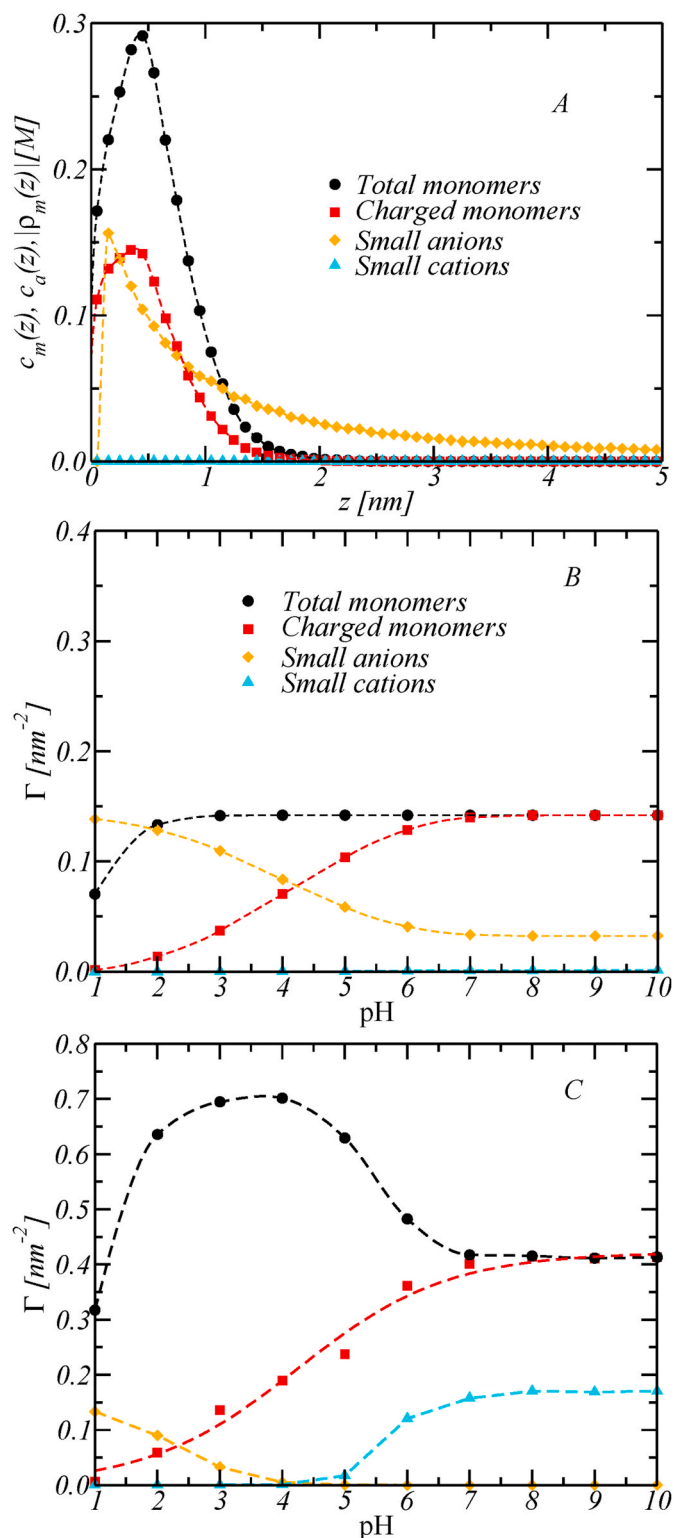 0.3
0.2
0.1
0.0
c_m(z), c_a(z), |ρ_m(z)| [M]
A
Total monomers
Charged monomers
Small anions
Small cations
0 1 2 3 4 5
z [nm]
0.4
0.3
0.2
0.1
0.0
Γ [nm⁻²]
B
Total monomers
Charged monomers
Small anions
Small cations
1 2 3 4 5 6 7 8 9 10
pH
0.8
0.7
0.6
0.5
0.4
0.3
0.2
0.1
0.0
Γ [nm⁻²]
C
1 2 3 4 5 6 7 8 9 10
pH